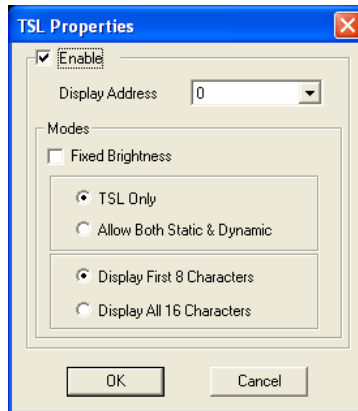 TSL Properties
Enable
Display Address 0
Modes
Fixed Brightness
TSL Only
Allow Both Static & Dynamic
Display First 8 Characters
Display All 16 Characters
OK Cancel